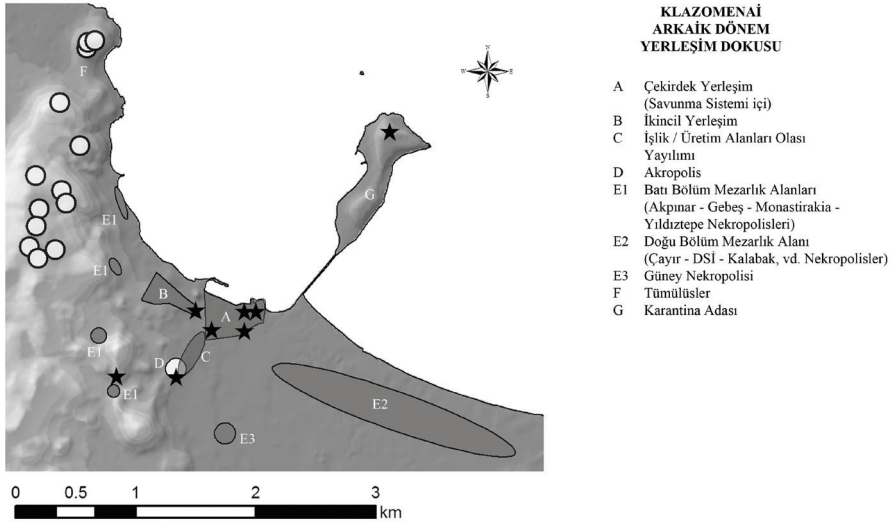 KLAZOMENAİ
ARKAİK DÖNEM
YERLEŞİM DOKUSU
A Çekirdek Yerleşim
(Savunma Sistemi içi)
B İkincil Yerleşim
C İşlik / Üretim Alanları Olası
Yayılımı
D Akropolis
E1 Batı Bölüm Mezarlık Alanları
(Akpınar - Gebeş - Monastirakia -
Yıldıztepe Nekropolisleri)
E2 Doğu Bölüm Mezarlık Alanı
(Çayır - DSİ - Kalabak, vd. Nekropolisler)
E3 Güney Nekropolisi
F Tümülüsler
G Karantina Adası
N
W E
S
F
G
E1
E1
B
A
E1
D
C
E1
E2
E3
0 0.5 1 2 3
km